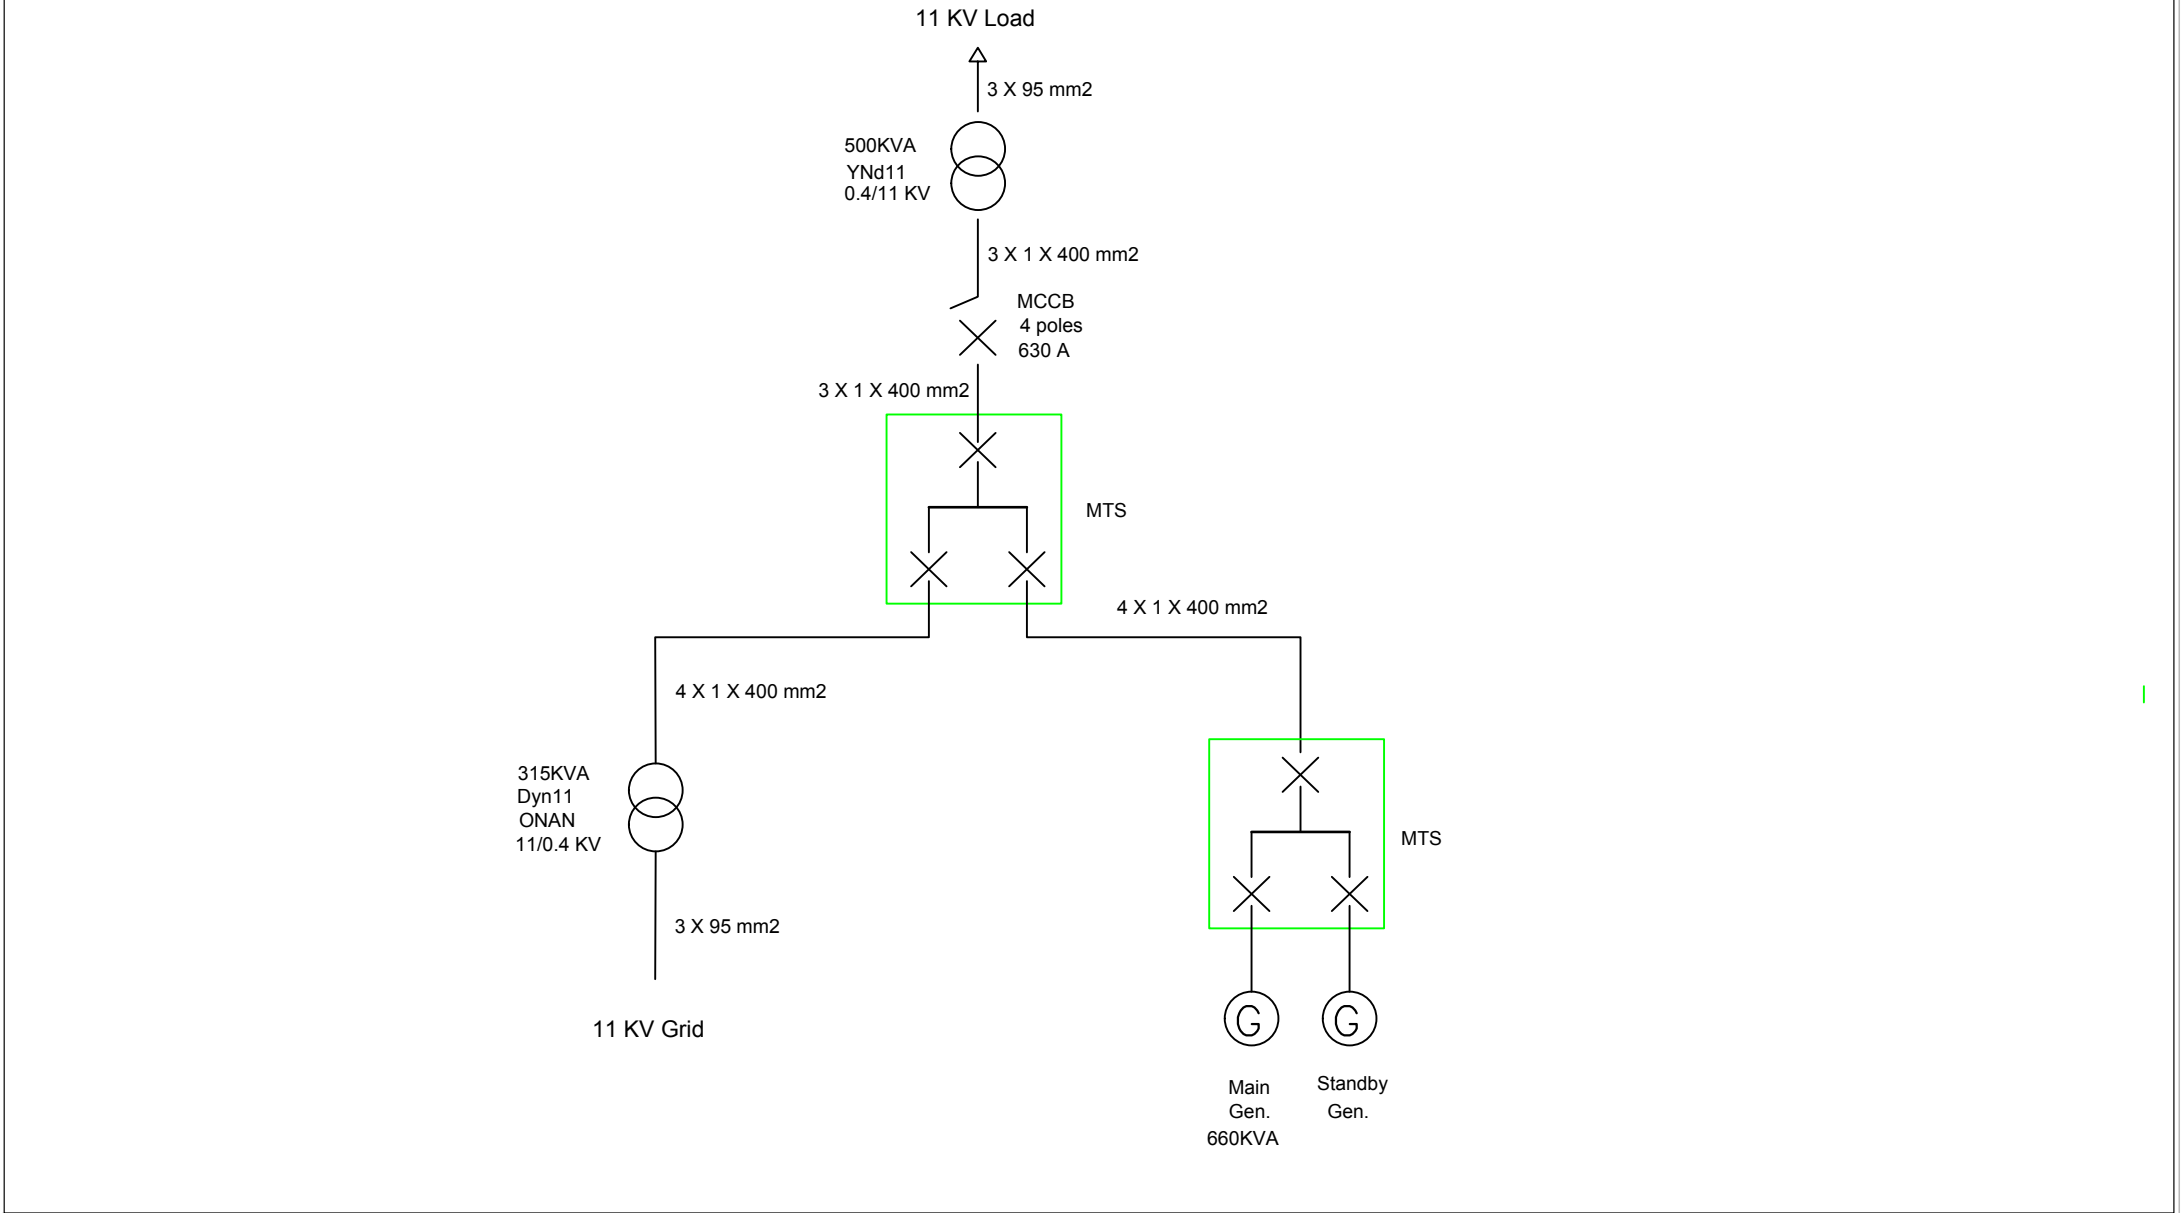 11 KV Load
3 X 95 mm2
500KVA
YNd11
0.4/11 KV
3 X 1 X 400 mm2
MCCB
4 poles
630 A
3 X 1 X 400 mm2
MTS
4 X 1 X 400 mm2
4 X 1 X 400 mm2
315KVA
Dyn11
ONAN
11/0.4 KV
MTS
3 X 95 mm2
11 KV Grid
G
G
Main
Gen.
660KVA
Standby
Gen.